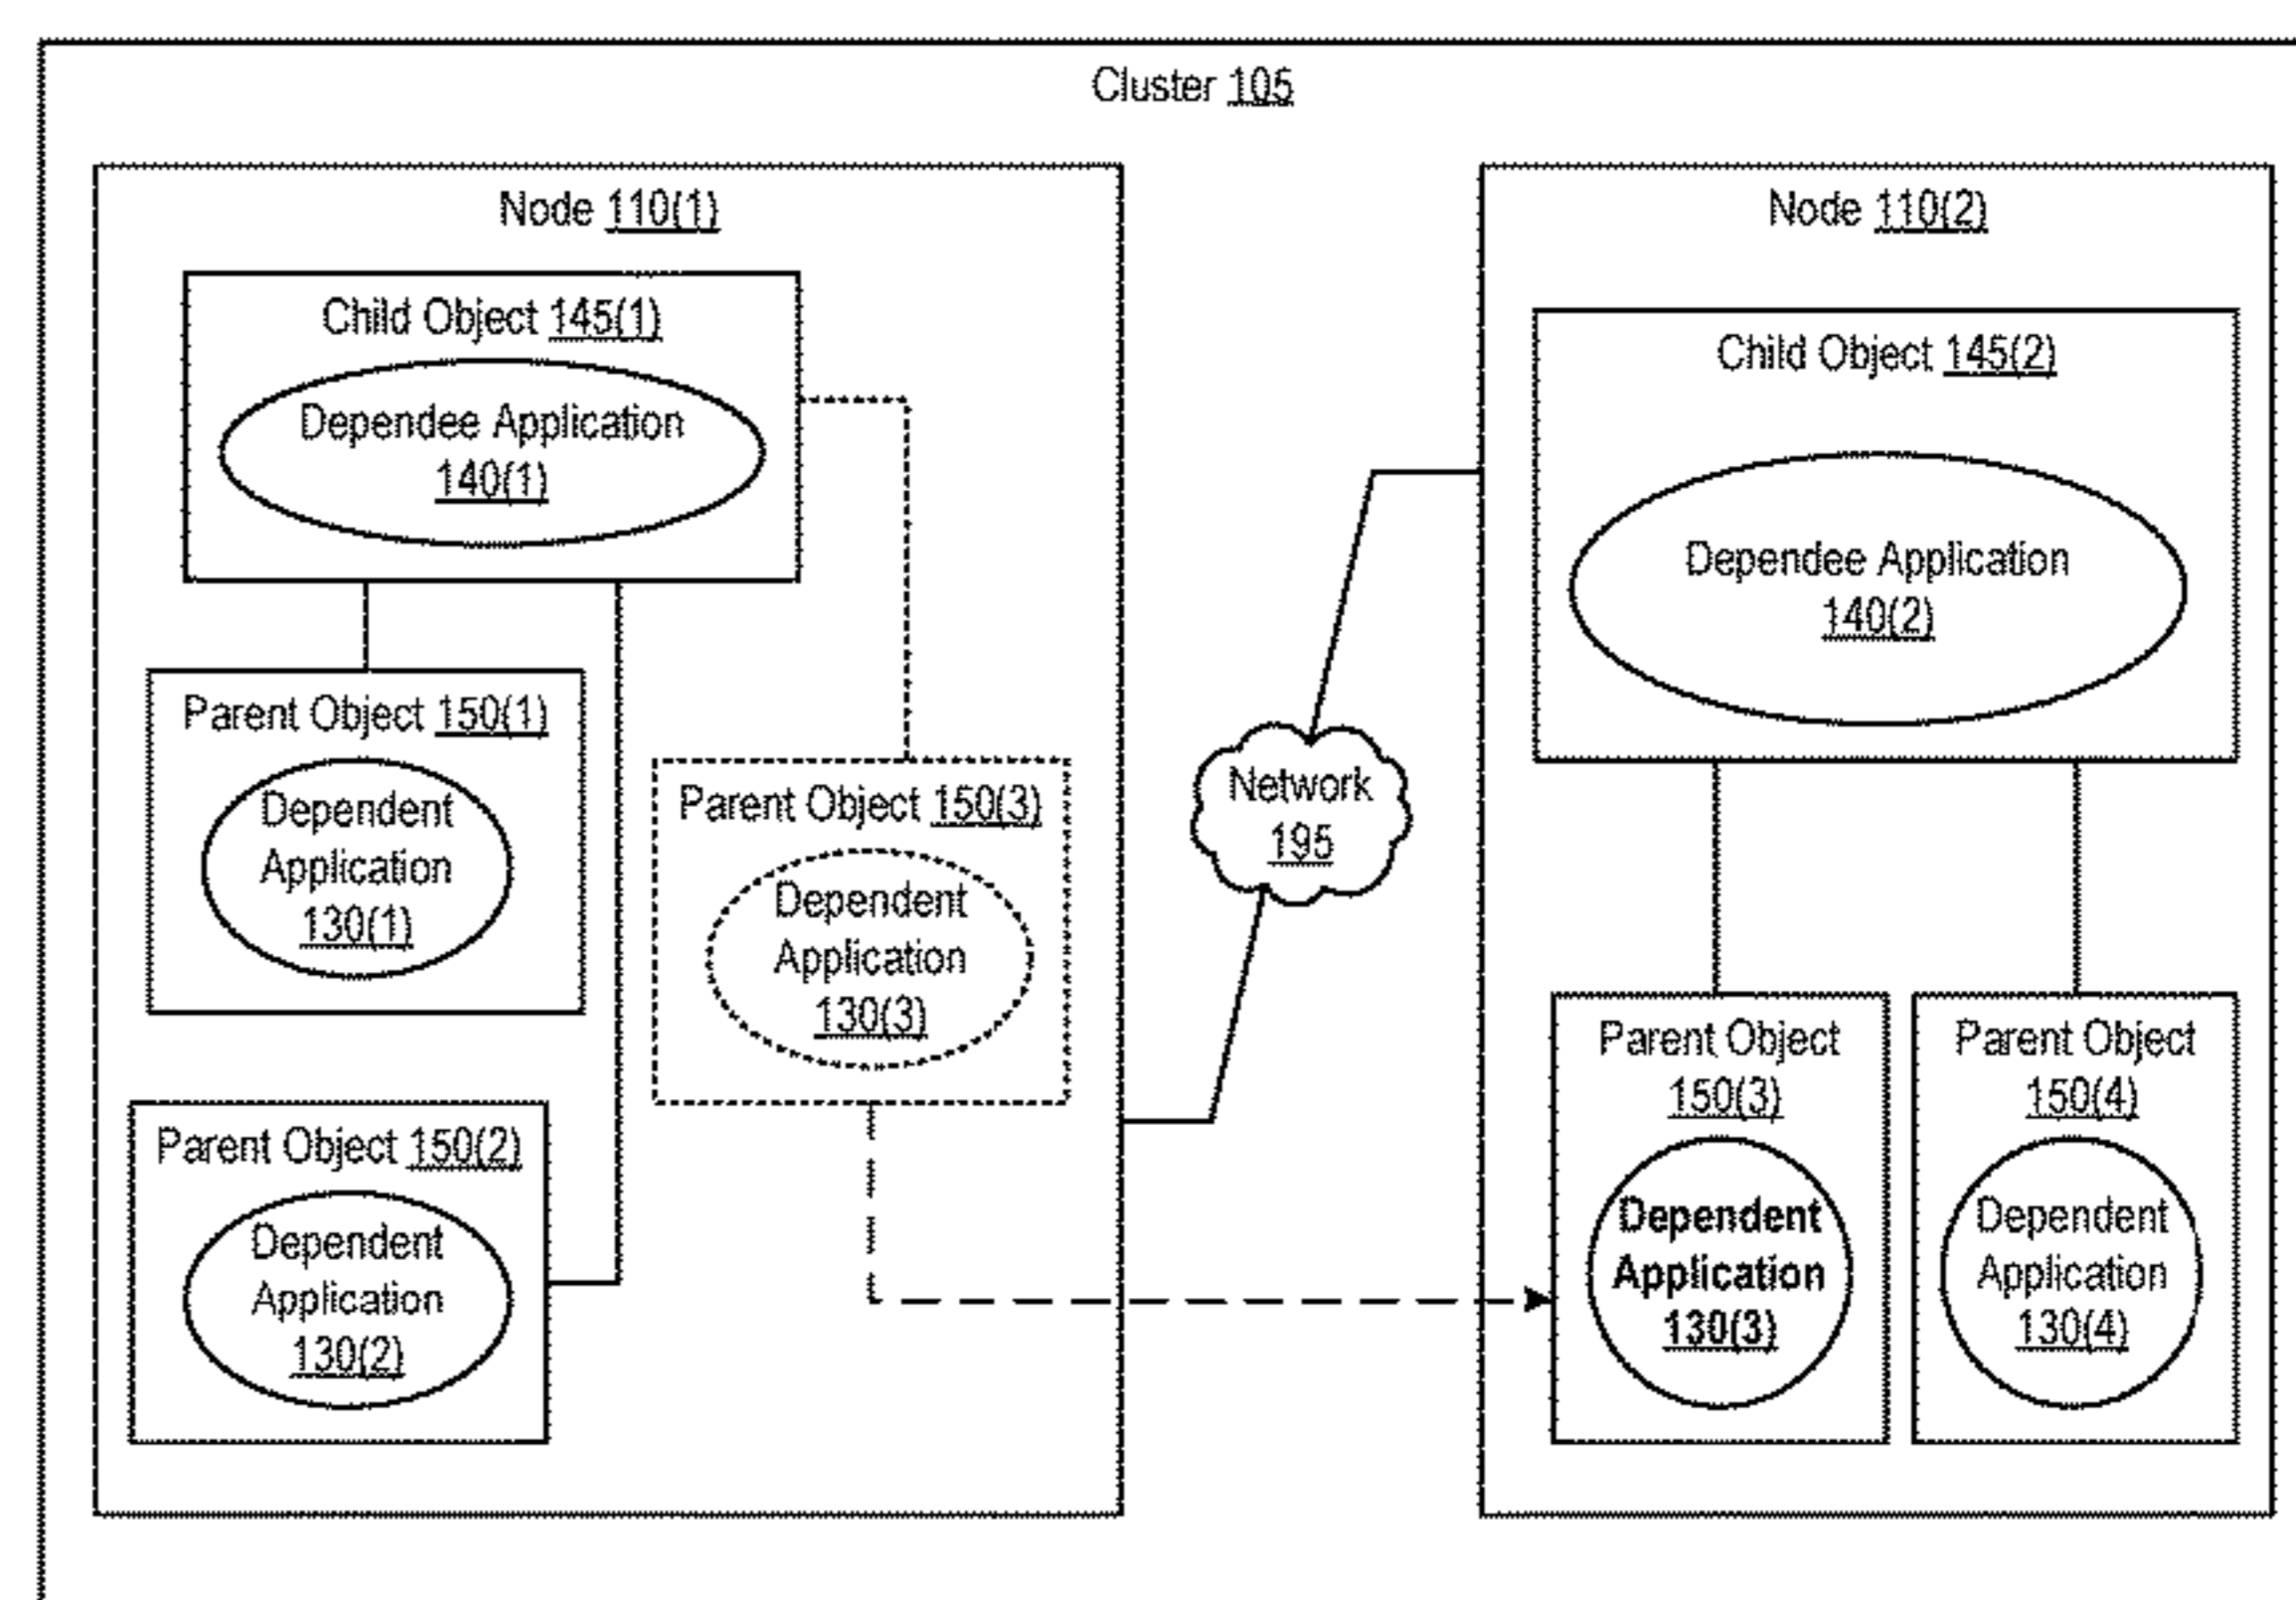 Cluster 105
Node 110(1)
Child Object 145(1)
Dependee Application
140(1)
Parent Object 150(1)
Dependent
Application
130(1)
Parent Object 150(2)
Dependent
Application
130(2)
Parent Object 150(3)
Dependent
Application
130(3)
Network
195
Node 110(2)
Child Object 145(2)
Dependee Application
140(2)
Parent Object
150(3)
Dependent
Application
130(3)
Parent Object
150(4)
Dependent
Application
130(4)